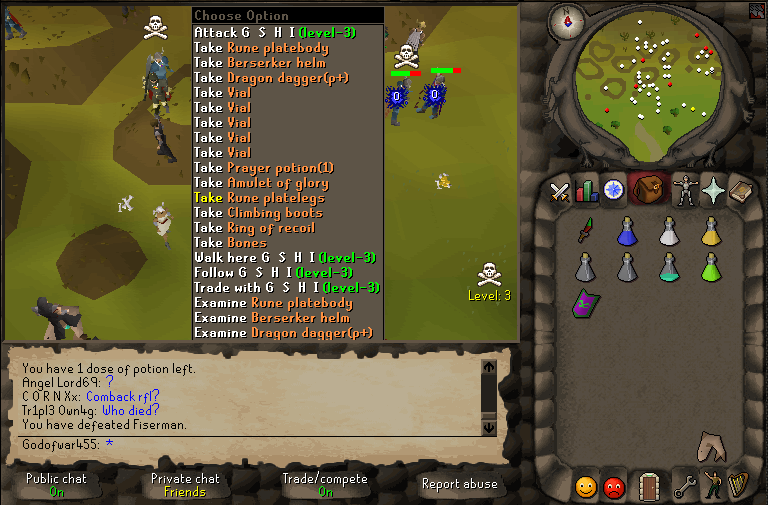 Choose Option
Attack G S H I (level-3)
Take Rune platebody
Take Berserker helm
Take Dragon dagger(p+)
Take Vial
Take Vial
Take Vial
Take Vial
Take Vial
Take Prayer potion(1)
Take Amulet of glory
Take Rune platelegs
Take Climbing boots
Take Ring of recoil
Take Bones
Walk here G S H I (level-3)
Follow G S H I (level-3)
Trade with G S H I (level-3)
Examine Rune platebody
Examine Berserker helm
Examine Dragon dagger(p+)
0
0
N
Level: 3
You have 1 dose of potion left.
Angel Lord69: ?
C O R N Xx: Comback rfl?
Tr1pl3 Own4g: Who died?
You have defeated Fiserman.
Godofwar455: *
Public chat
On
Private chat
Friends
Trade/compete
On
Report abuse